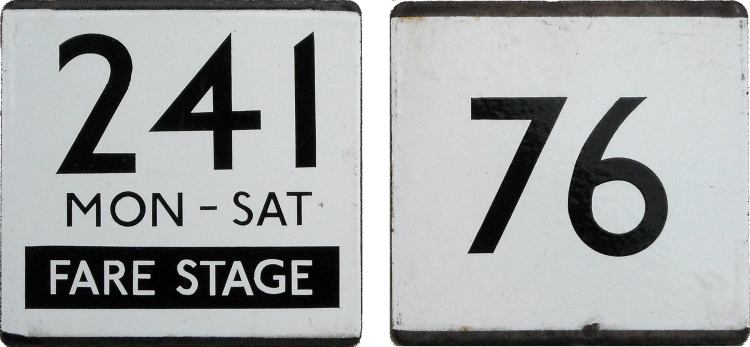 241
MON - SAT
FARE STAGE
76